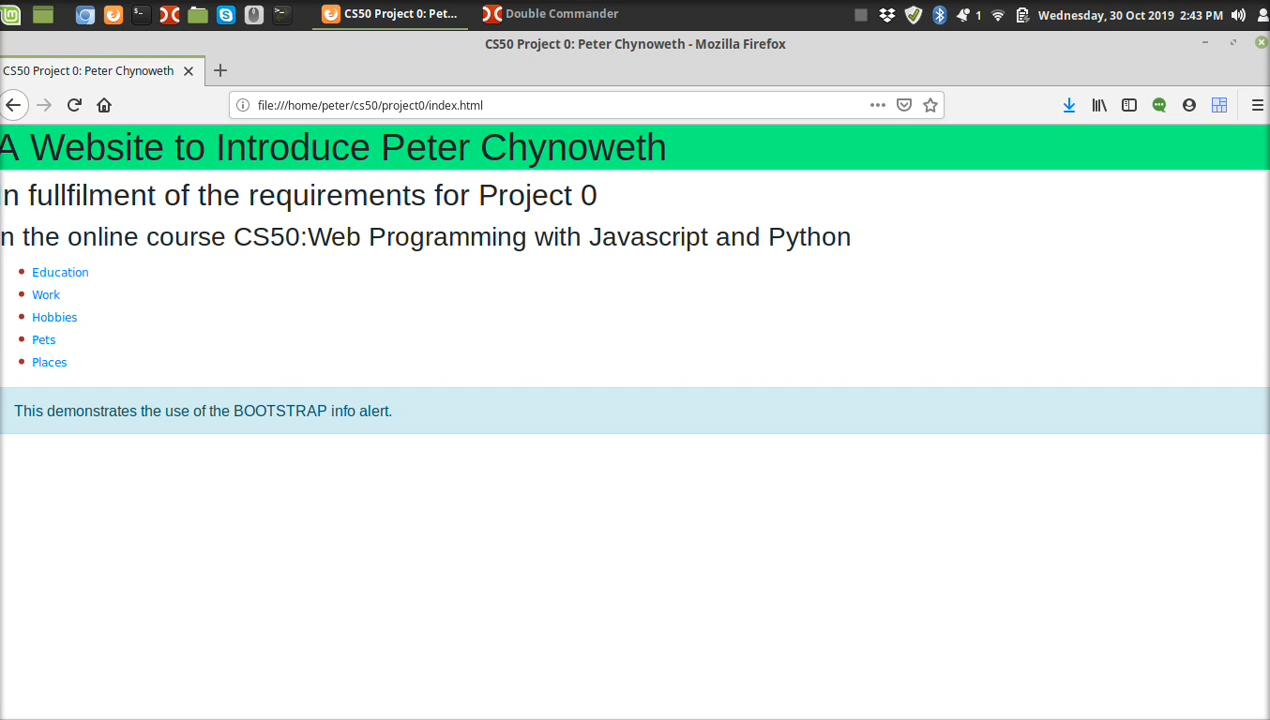 CS50 Project 0: Pet...
Double Commander
1
Wednesday, 30 Oct 2019 2:43 PM
CS50 Project 0: Peter Chynoweth - Mozilla Firefox
CS50 Project 0: Peter Chynoweth
file:///home/peter/cs50/project0/index.html
A Website to Introduce Peter Chynoweth
n fullfilment of the requirements for Project 0
n the online course CS50:Web Programming with Javascript and Python
Education
Work
Hobbies
Pets
Places
This demonstrates the use of the BOOTSTRAP info alert.